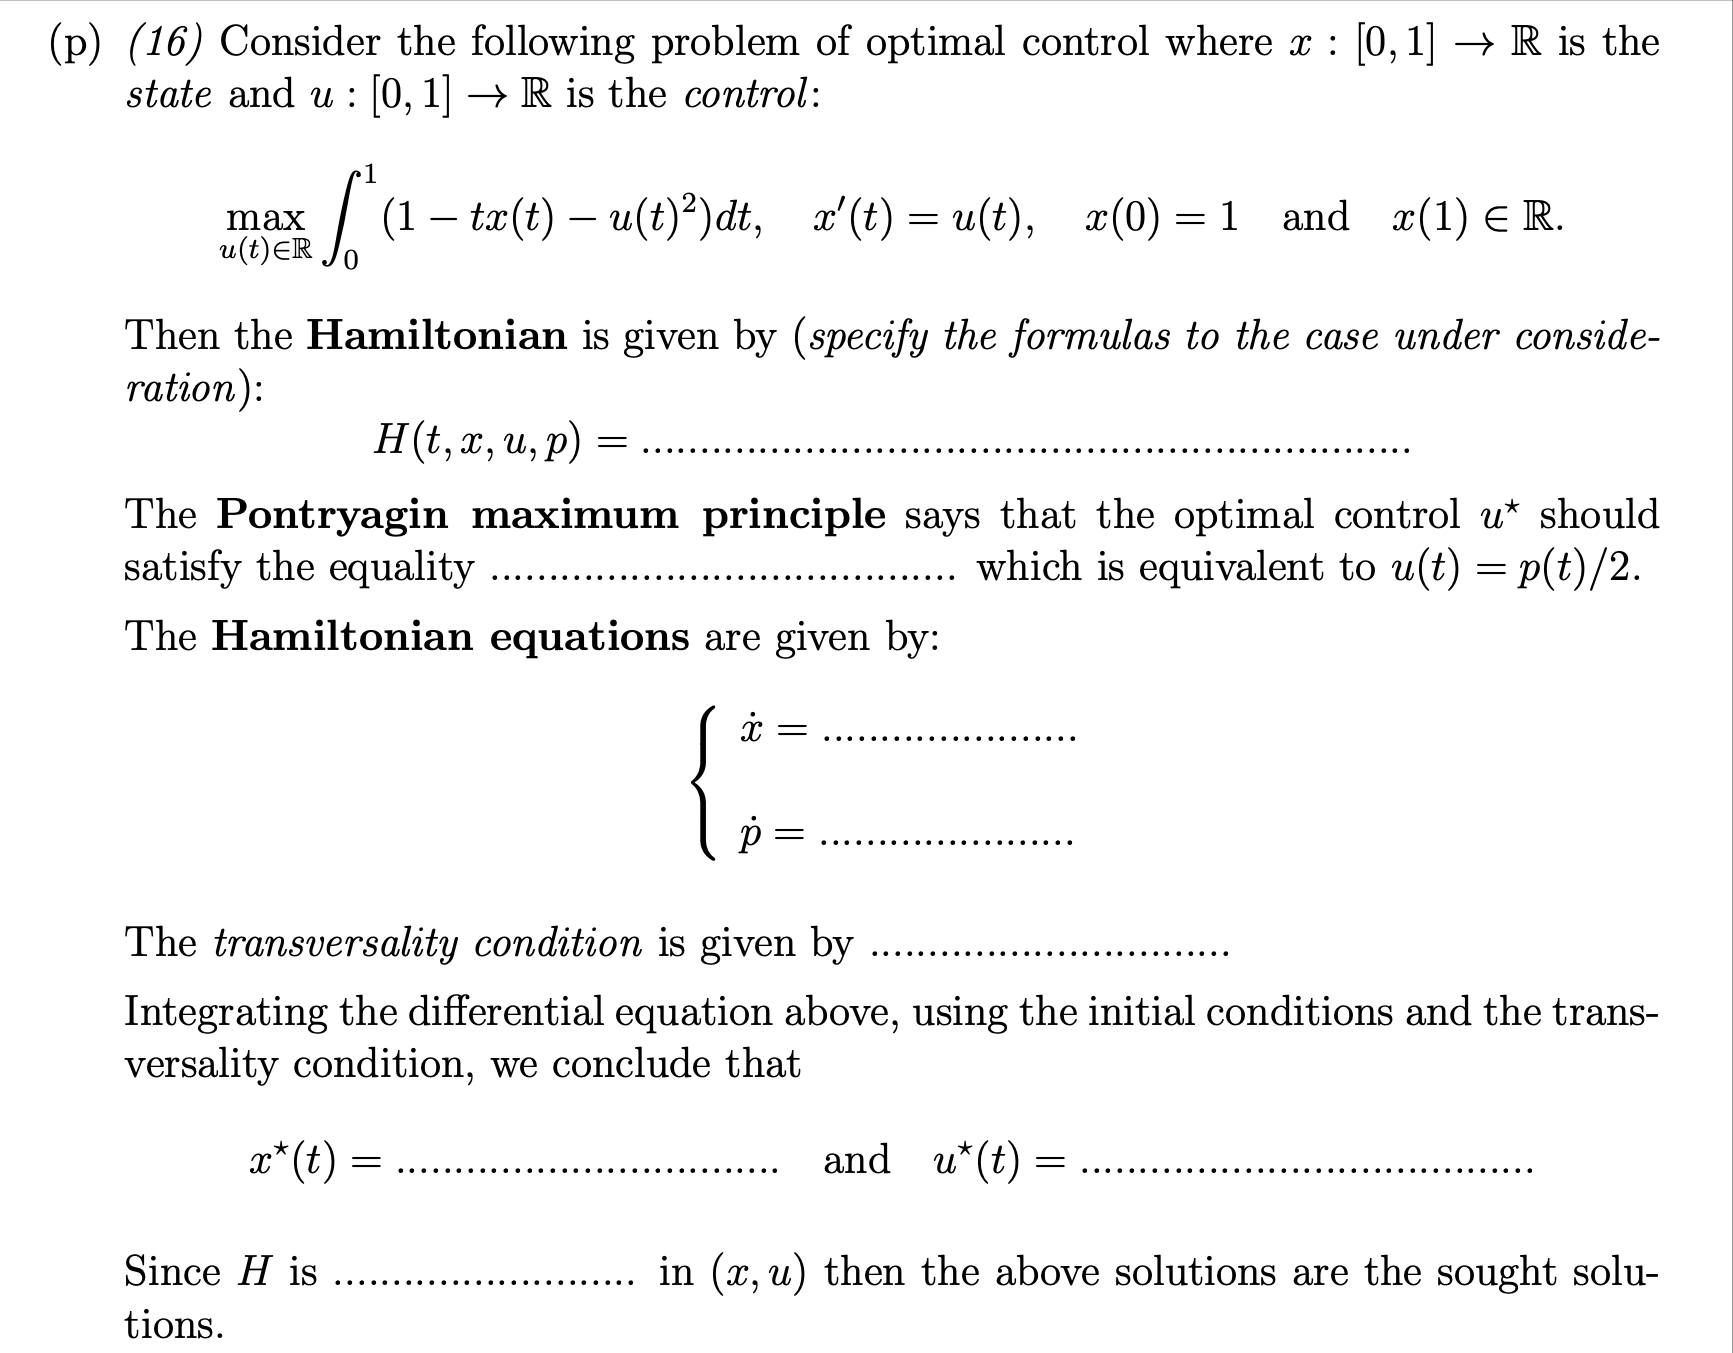 (p) (16) Consider the following problem of optimal control where x : [0, 1] → ℝ is the
state and u : [0, 1] → ℝ is the control:
max_{u(t)∈ℝ} ∫_0^1 (1 − tx(t) − u(t)²)dt, x′(t) = u(t), x(0) = 1 and x(1) ∈ ℝ.
Then the Hamiltonian is given by (specify the formulas to the case under conside-
ration):
H(t, x, u, p) = ....................................................................
The Pontryagin maximum principle says that the optimal control u⋆ should
satisfy the equality ........................................ which is equivalent to u(t) = p(t)/2.
The Hamiltonian equations are given by:
ẋ = ......................
ṗ = ......................
The transversality condition is given by ...............................
Integrating the differential equation above, using the initial conditions and the trans-
versality condition, we conclude that
x⋆(t) = ................................. and u⋆(t) = .......................................
Since H is .......................... in (x, u) then the above solutions are the sought solu-
tions.